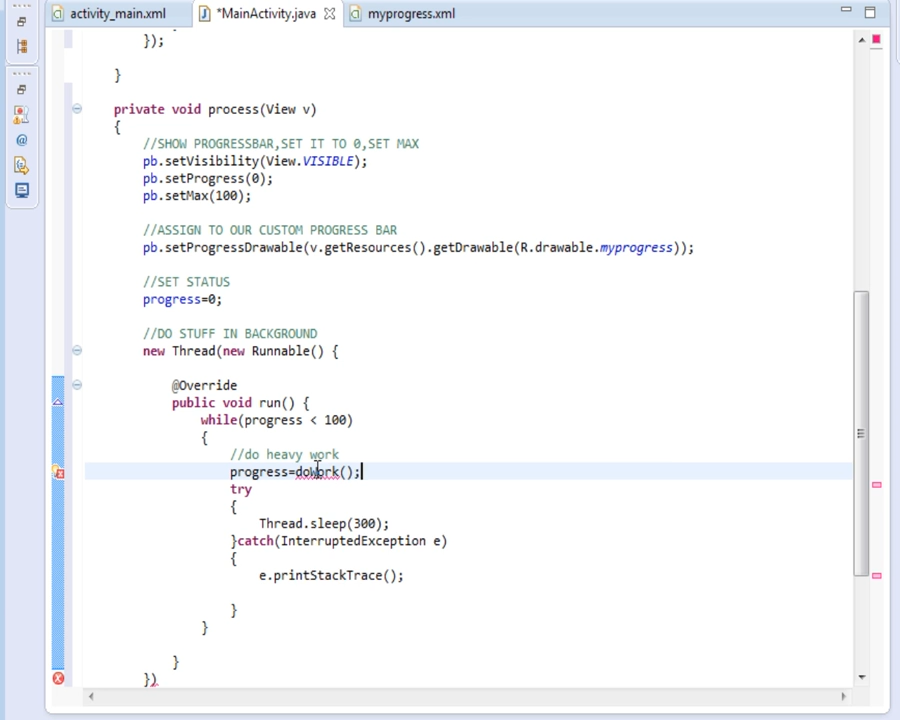 activity_main.xml *MainActivity.java myprogress.xml
});
}
private void process(View v)
{
//SHOW PROGRESSBAR,SET IT TO 0,SET MAX
pb.setVisibility(View.VISIBLE);
pb.setProgress(0);
pb.setMax(100);
//ASSIGN TO OUR CUSTOM PROGRESS BAR
pb.setProgressDrawable(v.getResources().getDrawable(R.drawable.myprogress));
//SET STATUS
progress=0;
//DO STUFF IN BACKGROUND
new Thread(new Runnable() {
@Override
public void run() {
while(progress < 100)
{
//do heavy work
progress=doWork();
try
{
Thread.sleep(300);
}catch(InterruptedException e)
{
e.printStackTrace();
}
}
}
})